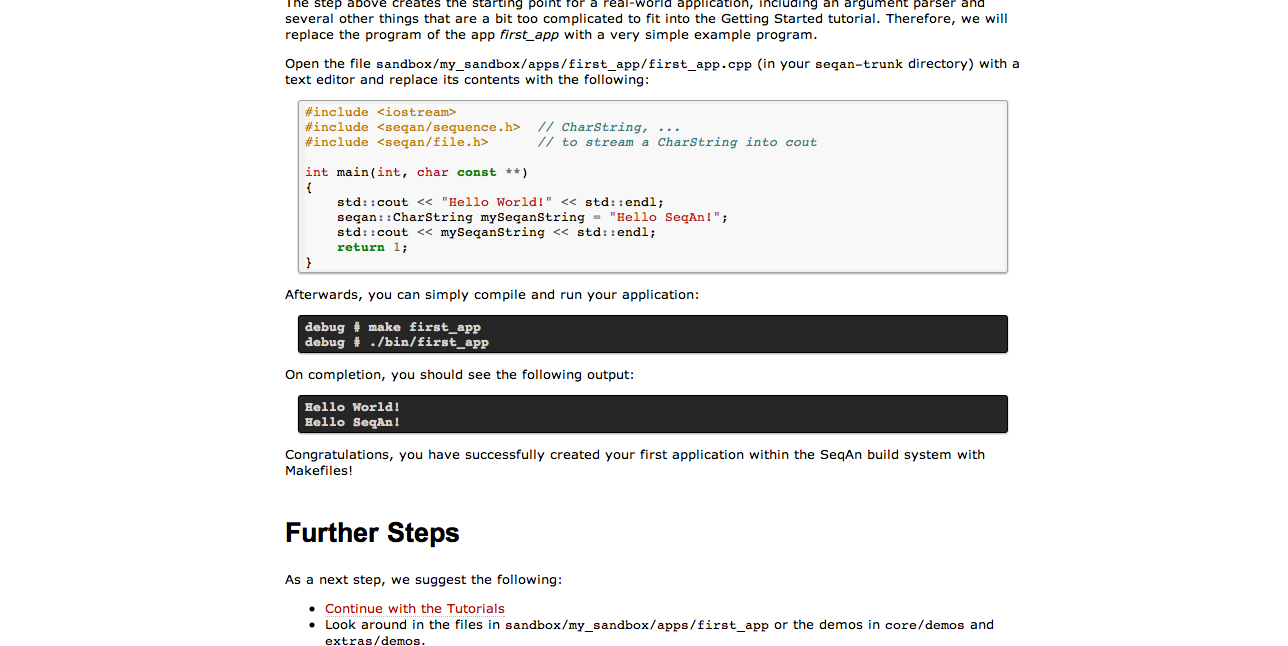 The step above creates the starting point for a real-world application, including an argument parser and
several other things that are a bit too complicated to fit into the Getting Started tutorial. Therefore, we will
replace the program of the app first_app with a very simple example program.
Open the file sandbox/my_sandbox/apps/first_app/first_app.cpp (in your seqan-trunk directory) with a
text editor and replace its contents with the following:
#include <iostream>
#include <seqan/sequence.h>  // CharString, ...
#include <seqan/file.h>      // to stream a CharString into cout
int main(int, char const **)
{
    std::cout << "Hello World!" << std::endl;
    seqan::CharString mySeqanString = "Hello SeqAn!";
    std::cout << mySeqanString << std::endl;
    return 1;
}
Afterwards, you can simply compile and run your application:
debug # make first_app
debug # ./bin/first_app
On completion, you should see the following output:
Hello World!
Hello SeqAn!
Congratulations, you have successfully created your first application within the SeqAn build system with
Makefiles!
Further Steps
As a next step, we suggest the following:
• Continue with the Tutorials
• Look around in the files in sandbox/my_sandbox/apps/first_app or the demos in core/demos and
extras/demos.